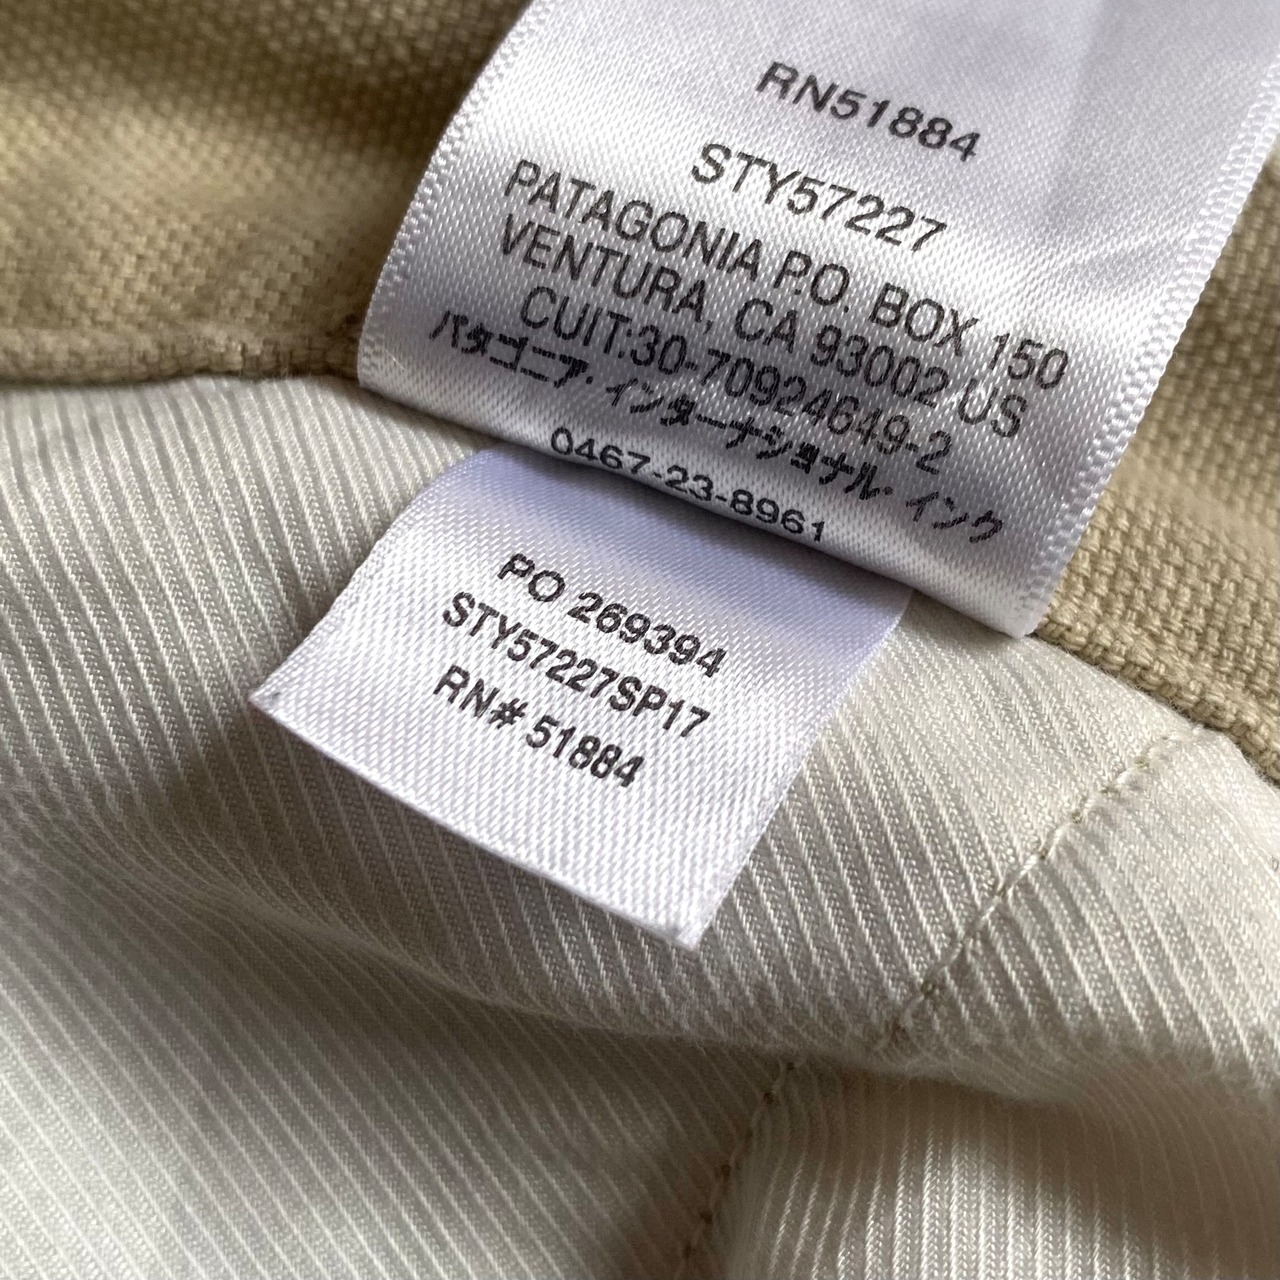 RN51884
STY57227
PATAGONIA P.O. BOX 150
VENTURA, CA 93002 US
CUIT:30-70924649-2
パタゴニア・インターナショナル・インク
0467-23-8961
PO 269394
STY57227SP17
RN# 51884